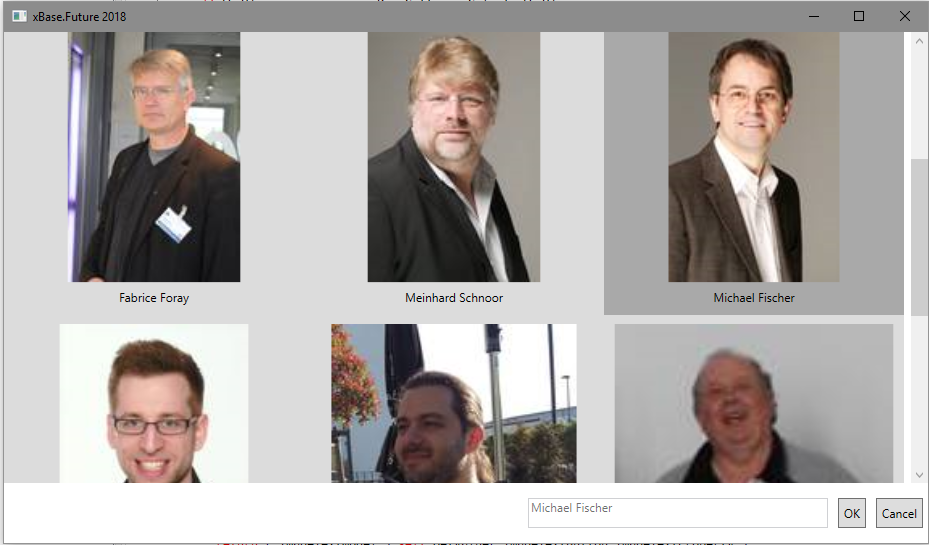 xBase.Future 2018
Fabrice Foray
Meinhard Schnoor
Michael Fischer
Michael Fischer
OK
Cancel